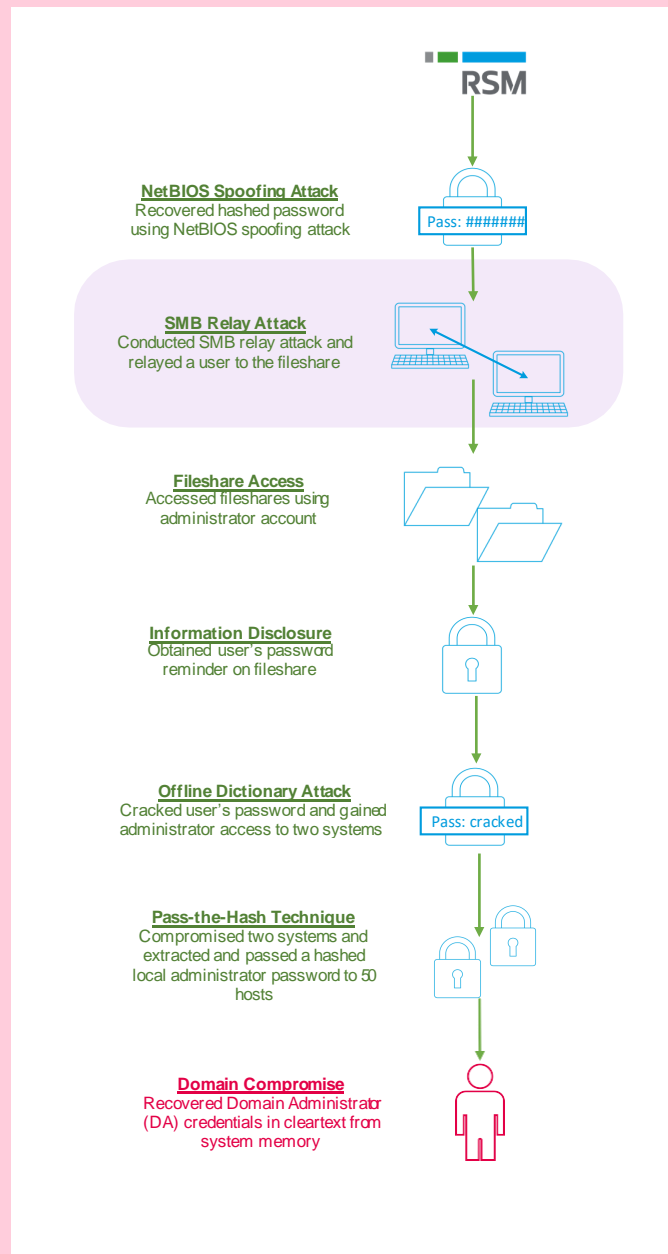 RSM
NetBIOS Spoofing Attack
Recovered hashed password
using NetBIOS spoofing attack
Pass: #######
SMB Relay Attack
Conducted SMB relay attack and
relayed a user to the fileshare
Fileshare Access
Accessed fileshares using
administrator account
Information Disclosure
Obtained user's password
reminder on fileshare
Offline Dictionary Attack
Cracked user's password and gained
administrator access to two systems
Pass: cracked
Pass-the-Hash Technique
Compromised two systems and
extracted and passed a hashed
local administrator password to 50
hosts
Domain Compromise
Recovered Domain Administrator
(DA) credentials in cleartext from
system memory